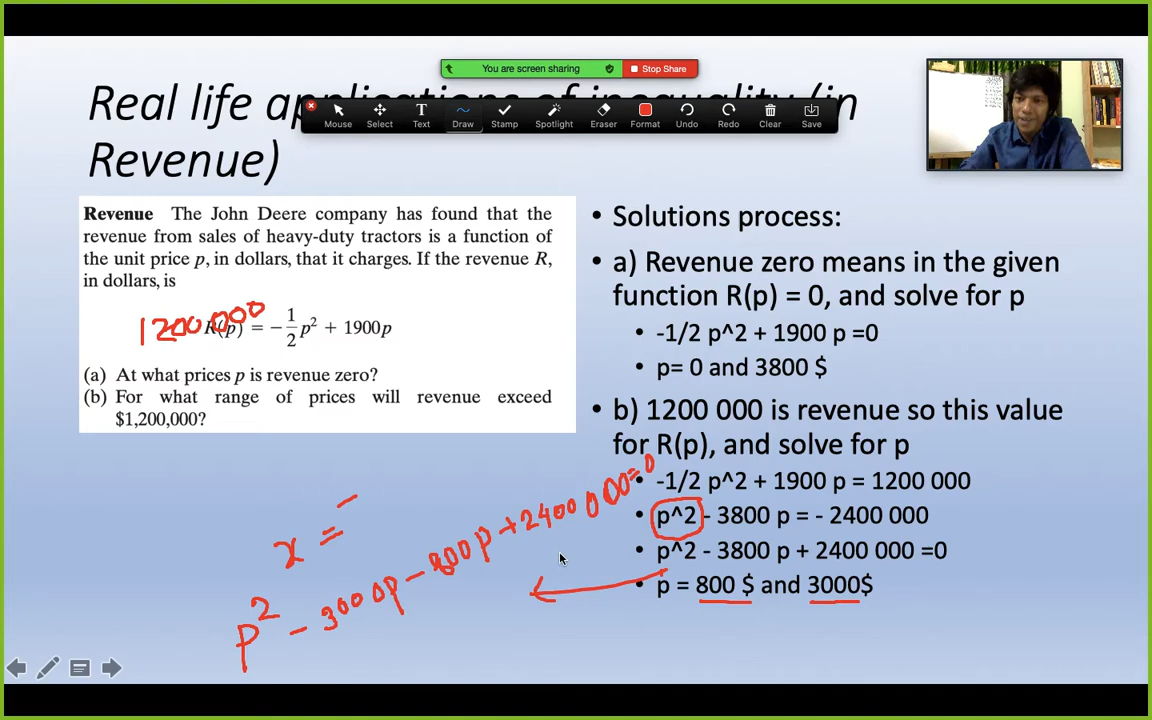 You are screen sharing
Stop Share
Mouse Select Text Draw Stamp Spotlight Eraser Format Undo Redo Clear Save
Real life applications of inequality (in
Revenue)
Revenue The John Deere company has found that the
revenue from sales of heavy-duty tractors is a function of
the unit price p, in dollars, that it charges. If the revenue R,
in dollars, is
1200 000
R(p) = −1/2 p² + 1900p
(a) At what prices p is revenue zero?
(b) For what range of prices will revenue exceed
$1,200,000?
• Solutions process:
• a) Revenue zero means in the given
function R(p) = 0, and solve for p
• -1/2 p^2 + 1900 p =0
• p= 0 and 3800 $
• b) 1200 000 is revenue so this value
for R(p), and solve for p
• -1/2 p^2 + 1900 p = 1200 000
• p^2 - 3800 p = - 2400 000
• p^2 - 3800 p + 2400 000 =0
• p = 800 $ and 3000$
x = −
p² − 3000p − 800p + 2400 000=0